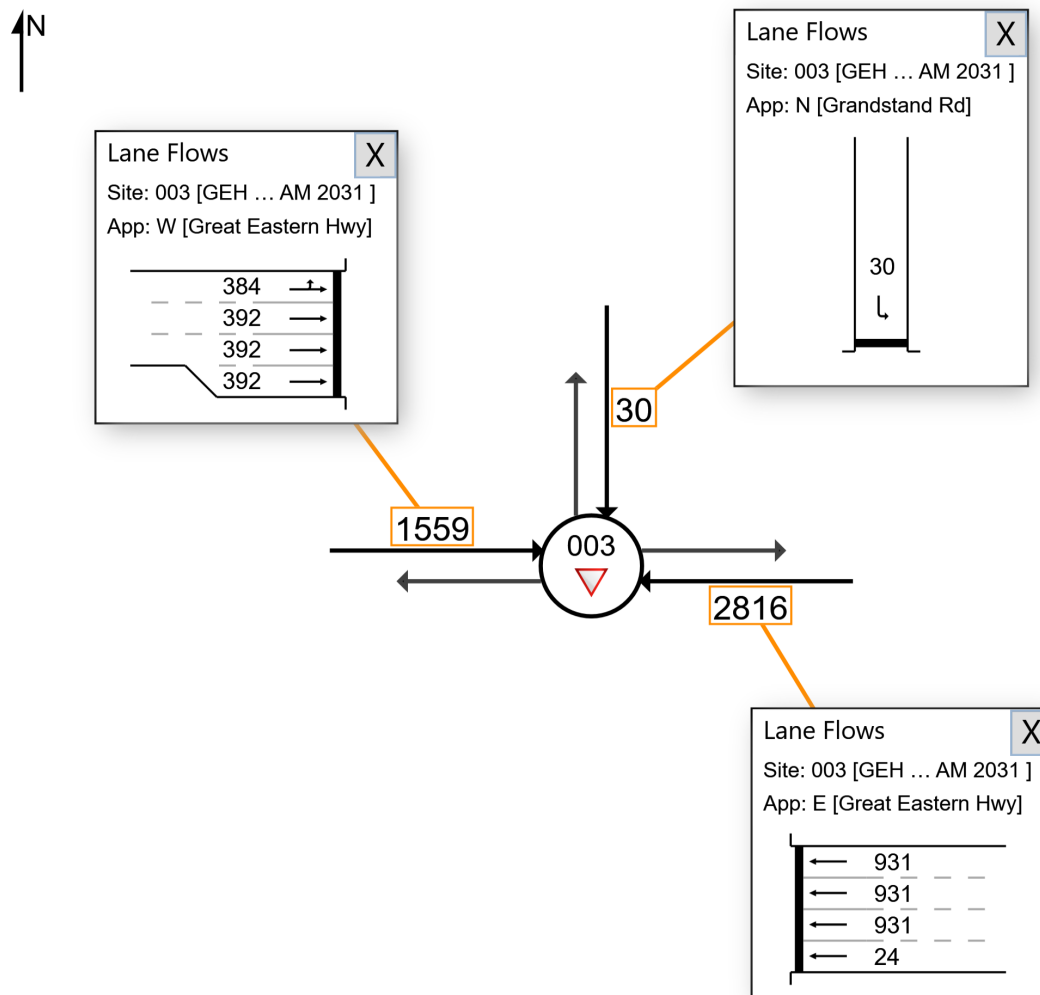 N
Lane Flows
X
Site: 003 [GEH ... AM 2031 ]
App: N [Grandstand Rd]
30
Lane Flows
X
Site: 003 [GEH ... AM 2031 ]
App: W [Great Eastern Hwy]
384
392
392
392
30
1559
003
2816
Lane Flows
X
Site: 003 [GEH ... AM 2031 ]
App: E [Great Eastern Hwy]
931
931
931
24